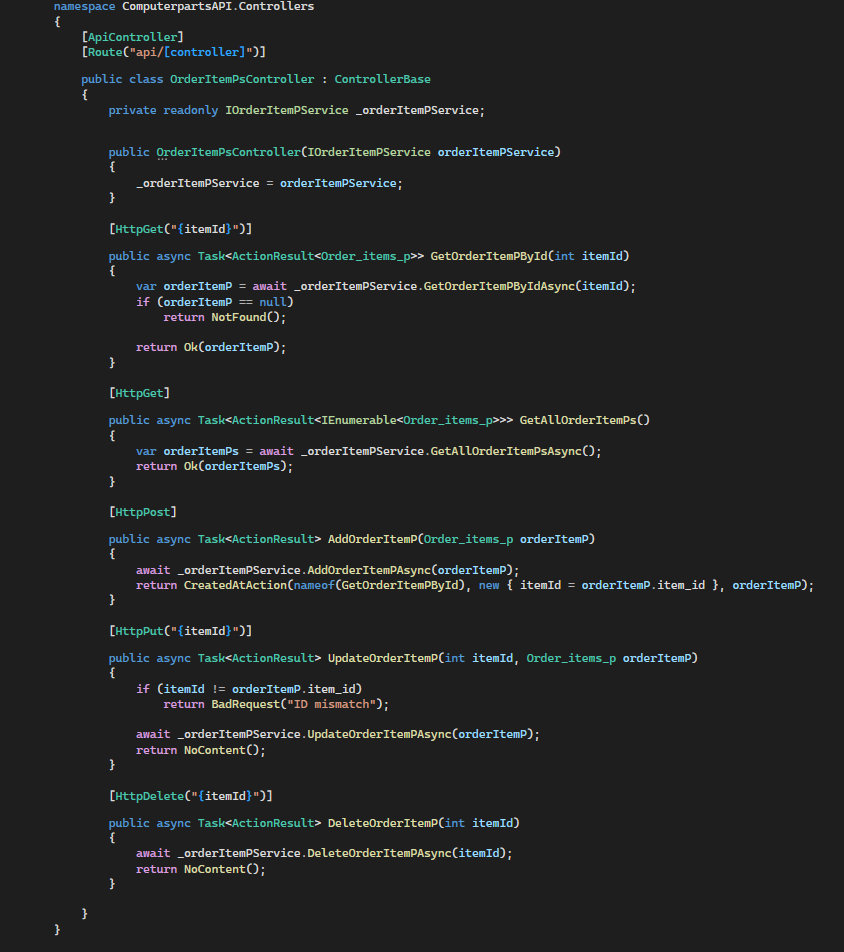 namespace ComputerpartsAPI.Controllers
{
    [ApiController]
    [Route("api/[controller]")]
    public class OrderItemPsController : ControllerBase
    {
        private readonly IOrderItemPService _orderItemPService;

        public OrderItemPsController(IOrderItemPService orderItemPService)
        {
            _orderItemPService = orderItemPService;
        }

        [HttpGet("{itemId}")]
        public async Task<ActionResult<Order_items_p>> GetOrderItemPById(int itemId)
        {
            var orderItemP = await _orderItemPService.GetOrderItemPByIdAsync(itemId);
            if (orderItemP == null)
                return NotFound();

            return Ok(orderItemP);
        }

        [HttpGet]
        public async Task<ActionResult<IEnumerable<Order_items_p>>> GetAllOrderItemPs()
        {
            var orderItemPs = await _orderItemPService.GetAllOrderItemPsAsync();
            return Ok(orderItemPs);
        }

        [HttpPost]
        public async Task<ActionResult> AddOrderItemP(Order_items_p orderItemP)
        {
            await _orderItemPService.AddOrderItemPAsync(orderItemP);
            return CreatedAtAction(nameof(GetOrderItemPById), new { itemId = orderItemP.item_id }, orderItemP);
        }

        [HttpPut("{itemId}")]
        public async Task<ActionResult> UpdateOrderItemP(int itemId, Order_items_p orderItemP)
        {
            if (itemId != orderItemP.item_id)
                return BadRequest("ID mismatch");

            await _orderItemPService.UpdateOrderItemPAsync(orderItemP);
            return NoContent();
        }

        [HttpDelete("{itemId}")]
        public async Task<ActionResult> DeleteOrderItemP(int itemId)
        {
            await _orderItemPService.DeleteOrderItemPAsync(itemId);
            return NoContent();
        }

    }
}